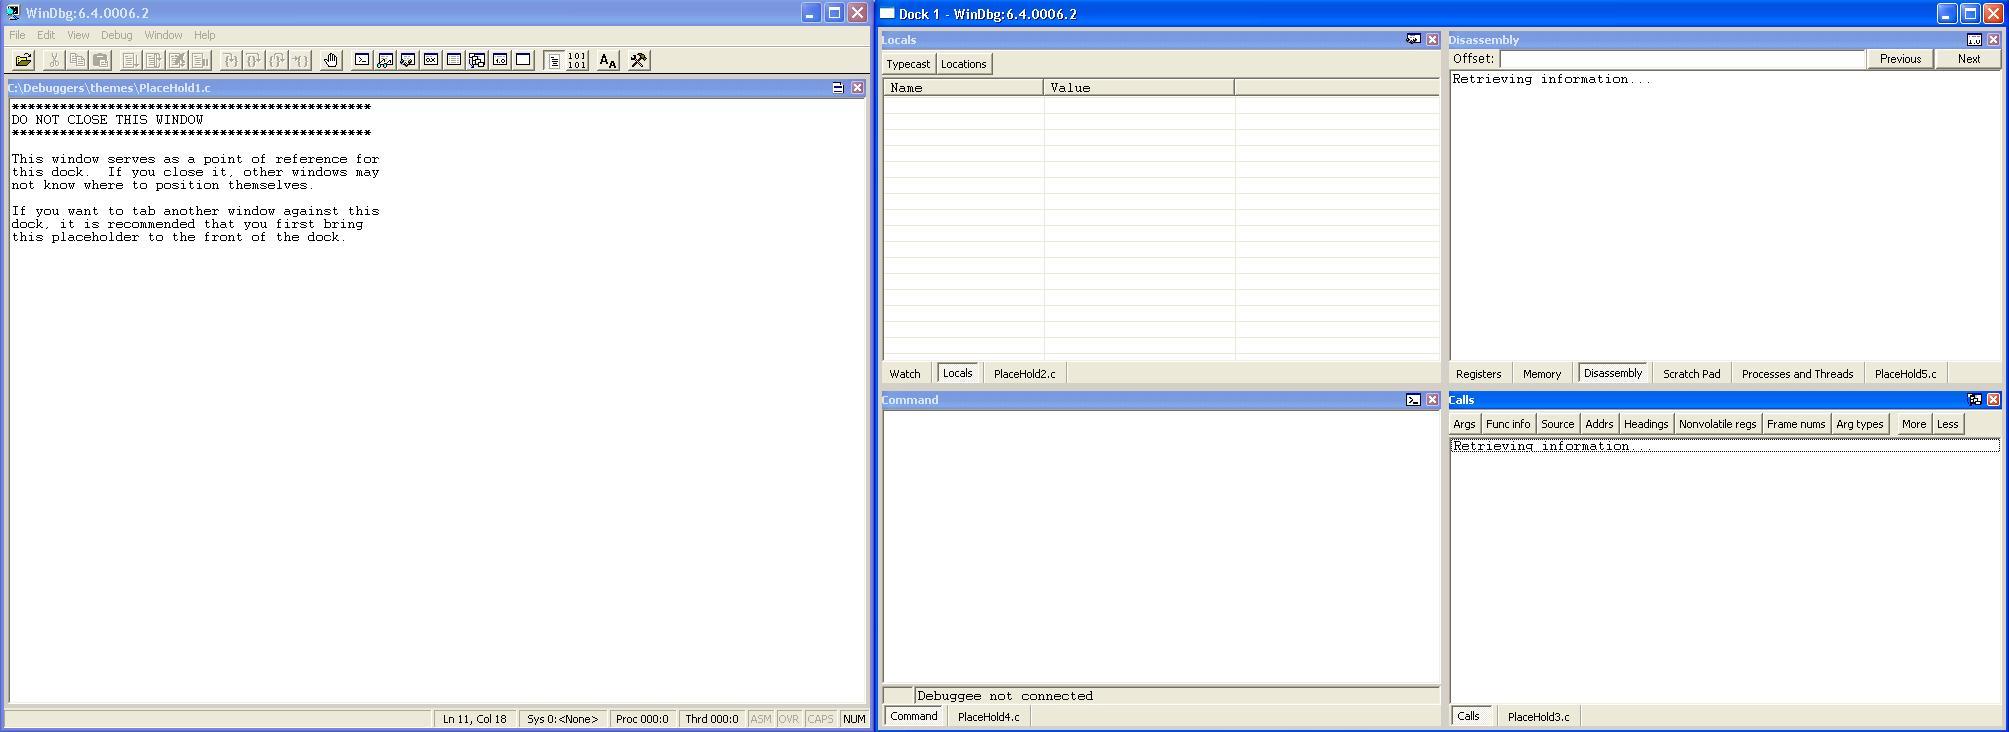 WinDbg:6.4.0006.2
File Edit View Debug Window Help
C:\Debuggers\themes\PlaceHold1.c
*********************************************
DO NOT CLOSE THIS WINDOW
*********************************************
This window serves as a point of reference for
this dock.  If you close it, other windows may
not know where to position themselves.
If you want to tab another window against this
dock, it is recommended that you first bring
this placeholder to the front of the dock.
Ln 11, Col 18 Sys 0:<None> Proc 000:0 Thrd 000:0 ASM OVR CAPS NUM
Dock 1 - WinDbg:6.4.0006.2
Locals
Typecast Locations
Name Value
Watch Locals PlaceHold2.c
Disassembly
Offset: Previous Next
Retrieving information...
Registers Memory Disassembly Scratch Pad Processes and Threads PlaceHold5.c
Command
Debuggee not connected
Command PlaceHold4.c
Calls
Args Func info Source Addrs Headings Nonvolatile regs Frame nums Arg types More Less
Retrieving information...
Calls PlaceHold3.c